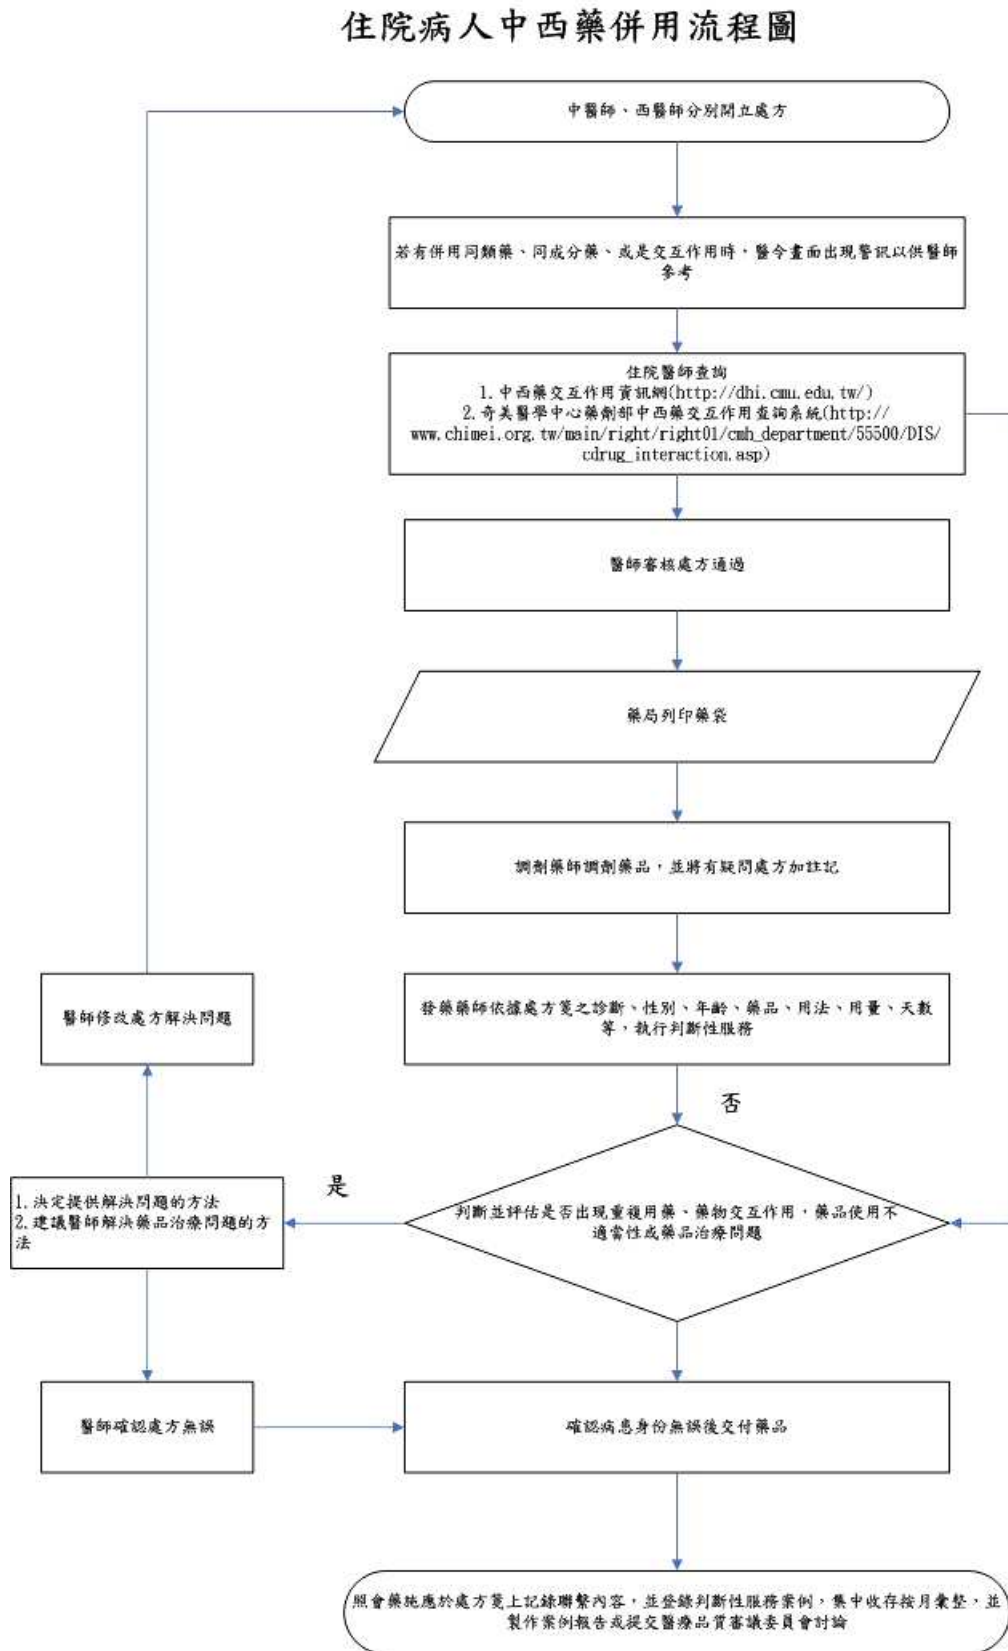 住院病人中西藥併用流程圖
中醫師、西醫師分別開立處方
若有併用同類藥、同成分藥、或是交互作用時，醫令畫面出現警訊以供醫師
參考
住院醫師查詢
1.中西藥交互作用資訊網(http://dhi.cmu.edu.tw/)
2.奇美醫學中心藥劑部中西藥交互作用查詢系統(http://
www.chimei.org.tw/main/right/right01/cmh_department/55500/DIS/
cdrug_interaction.asp)
醫師審核處方通過
藥局列印藥袋
調劑藥師調劑藥品，並將有疑問處方加註記
發藥藥師依據處方箋之診斷、性別、年齡、藥品、用法、用量、天數
等，執行判斷性服務
否
判斷並評估是否出現重複用藥、藥物交互作用，藥品使用不
適當性或藥品治療問題
是
1.決定提供解決問題的方法
2.建議醫師解決藥品治療問題的方
法
醫師修改處方解決問題
醫師確認處方無誤
確認病患身份無誤後交付藥品
照會藥施應於處方箋上記錄聯繫內容，並登錄判斷性服務案例，集中收存按月彙整，並
製作案例報告或提交醫療品質審議委員會討論